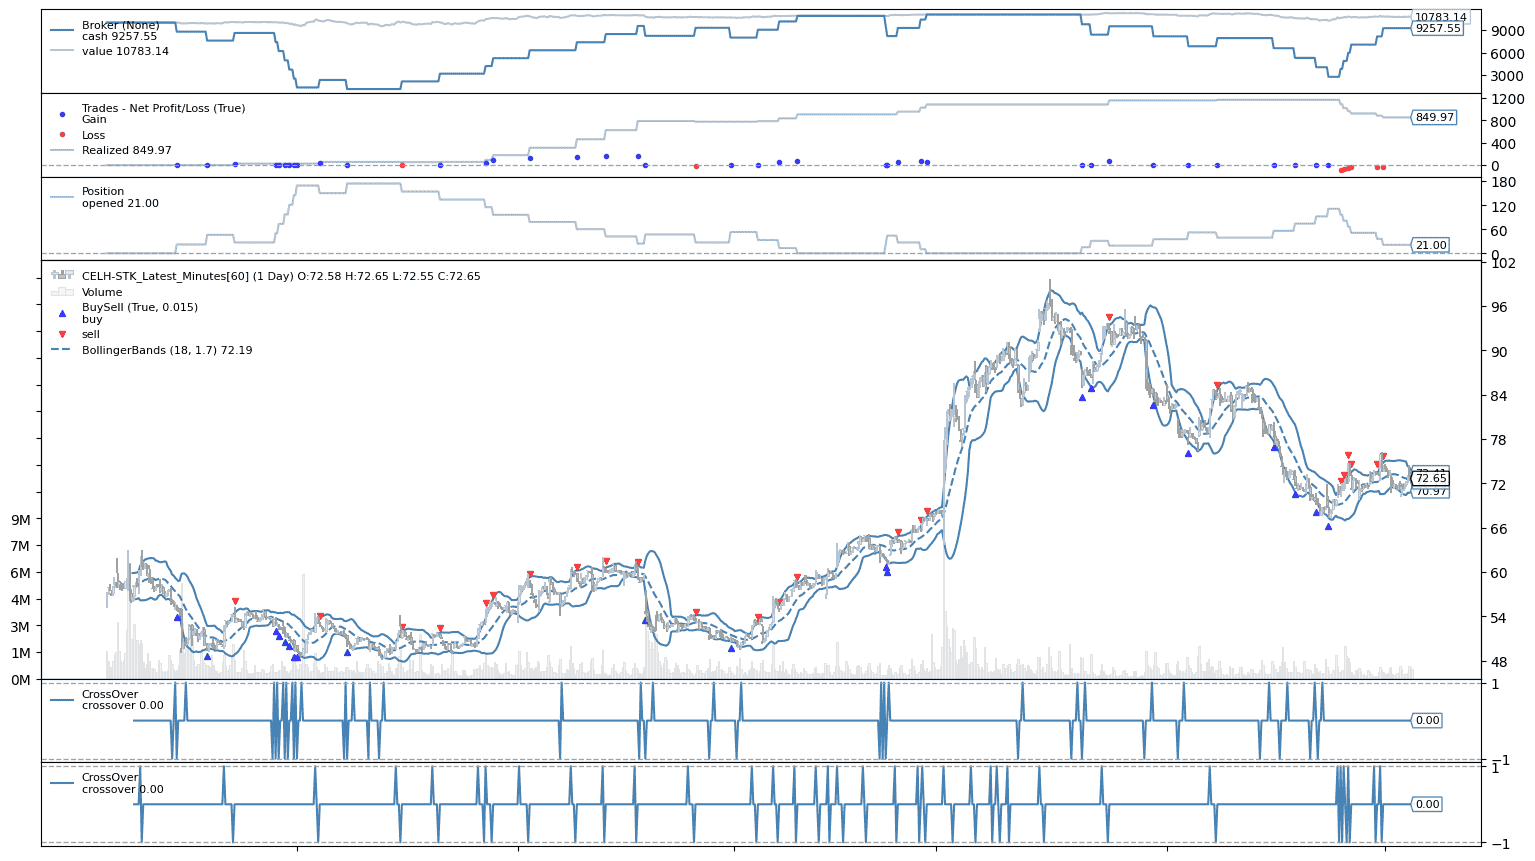 Broker (None)
cash 9257.55
value 10783.14
10783.14
9257.55
9000
6000
3000
Trades - Net Profit/Loss (True)
Gain
Loss
Realized 849.97
1200
800
400
0
849.97
Position
opened 21.00
180
120
60
0
21.00
CELH-STK_Latest_Minutes[60] (1 Day) O:72.58 H:72.65 L:72.55 C:72.65
Volume
BuySell (True, 0.015)
buy
sell
BollingerBands (18, 1.7) 72.19
102
96
90
84
78
72
66
60
54
48
72.65
70.97
9M
7M
6M
4M
3M
1M
0M
CrossOver
crossover 0.00
1
0.00
−1
CrossOver
crossover 0.00
1
0.00
−1